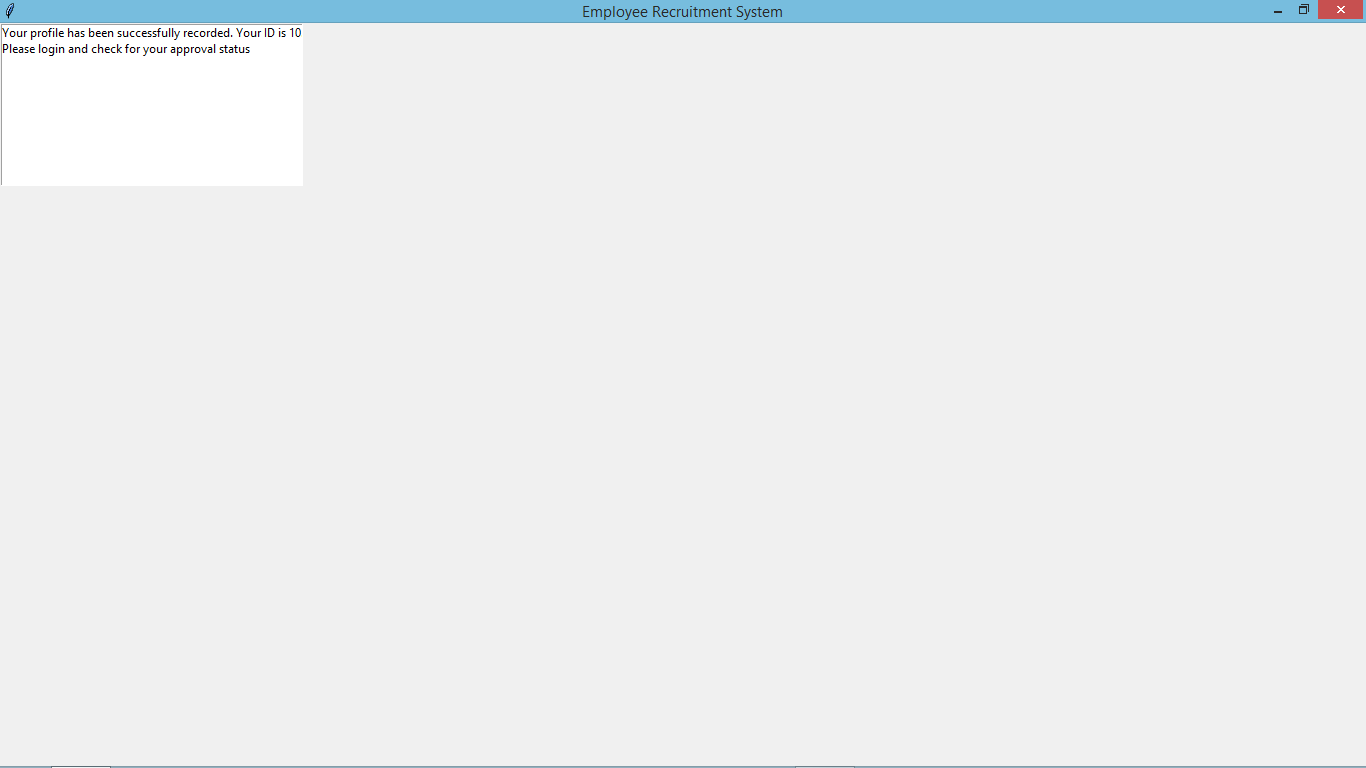 Employee Recruitment System
Your profile has been successfully recorded. Your ID is 10
Please login and check for your approval status